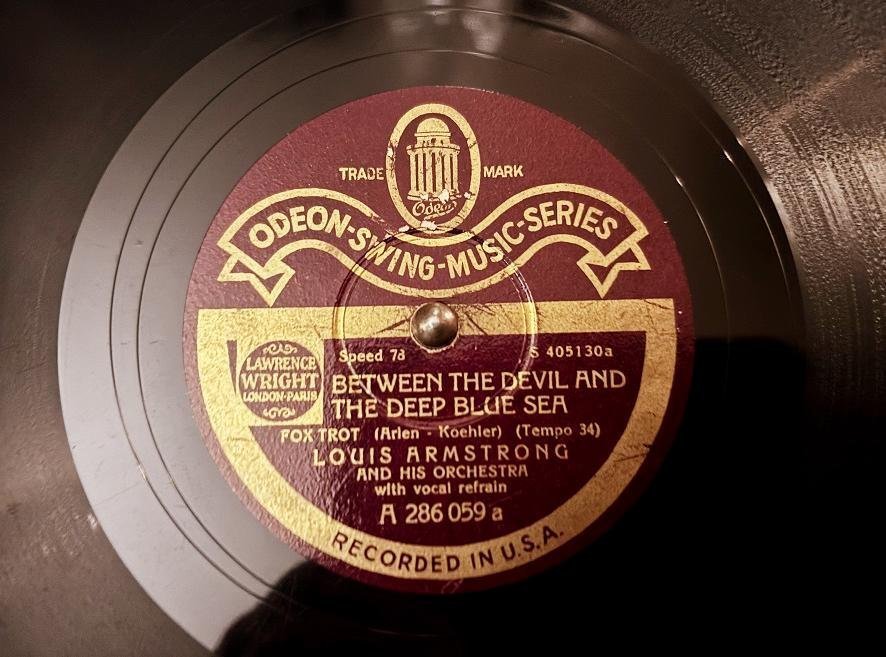 TRADE MARK
Odeon
ODEON-SWING-MUSIC-SERIES
Speed 78
S 405130a
LAWRENCE
WRIGHT
LONDON-PARIS
BETWEEN THE DEVIL AND
THE DEEP BLUE SEA
FOX TROT (Arlen - Koehler) (Tempo 34)
LOUIS ARMSTRONG
AND HIS ORCHESTRA
with vocal refrain
A 286 059 a
RECORDED IN U.S.A.